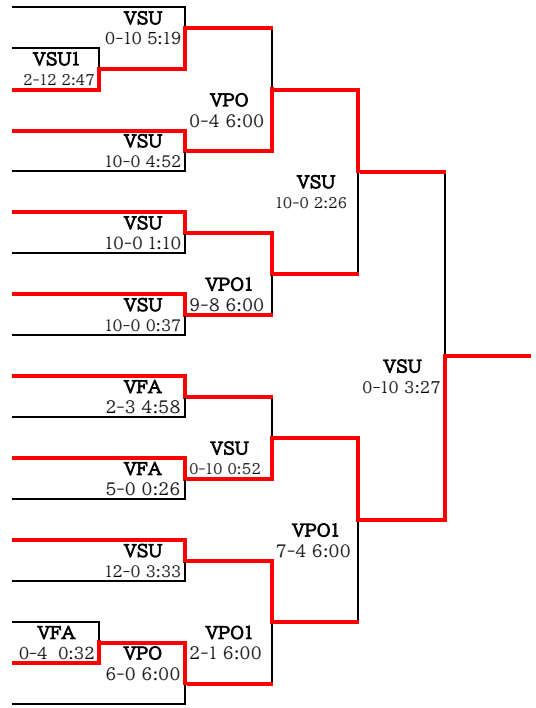 VSU
0-10 5:19
VSU1
2-12 2:47
VPO
0-4 6:00
VSU
10-0 4:52
VSU
10-0 2:26
VSU
10-0 1:10
VPO1
9-8 6:00
VSU
10-0 0:37
VSU
0-10 3:27
VFA
2-3 4:58
VSU
0-10 0:52
VFA
5-0 0:26
VPO1
7-4 6:00
VSU
12-0 3:33
VFA
0-4 0:32
VPO
6-0 6:00
VPO1
2-1 6:00